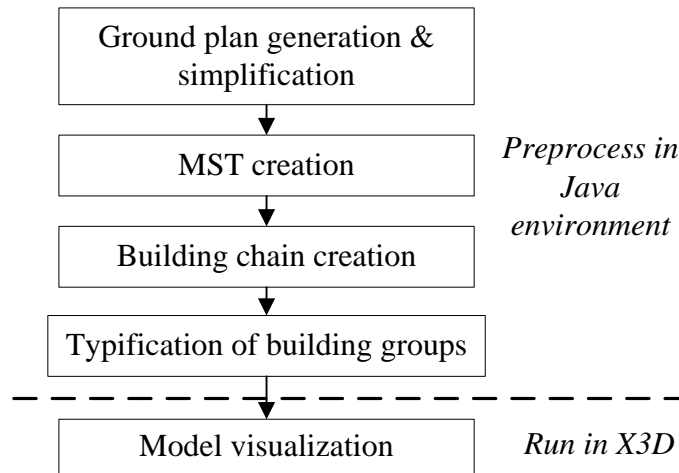 Ground plan generation &
simplification
MST creation
Preprocess in
Java
environment
Building chain creation
Typification of building groups
Model visualization
Run in X3D